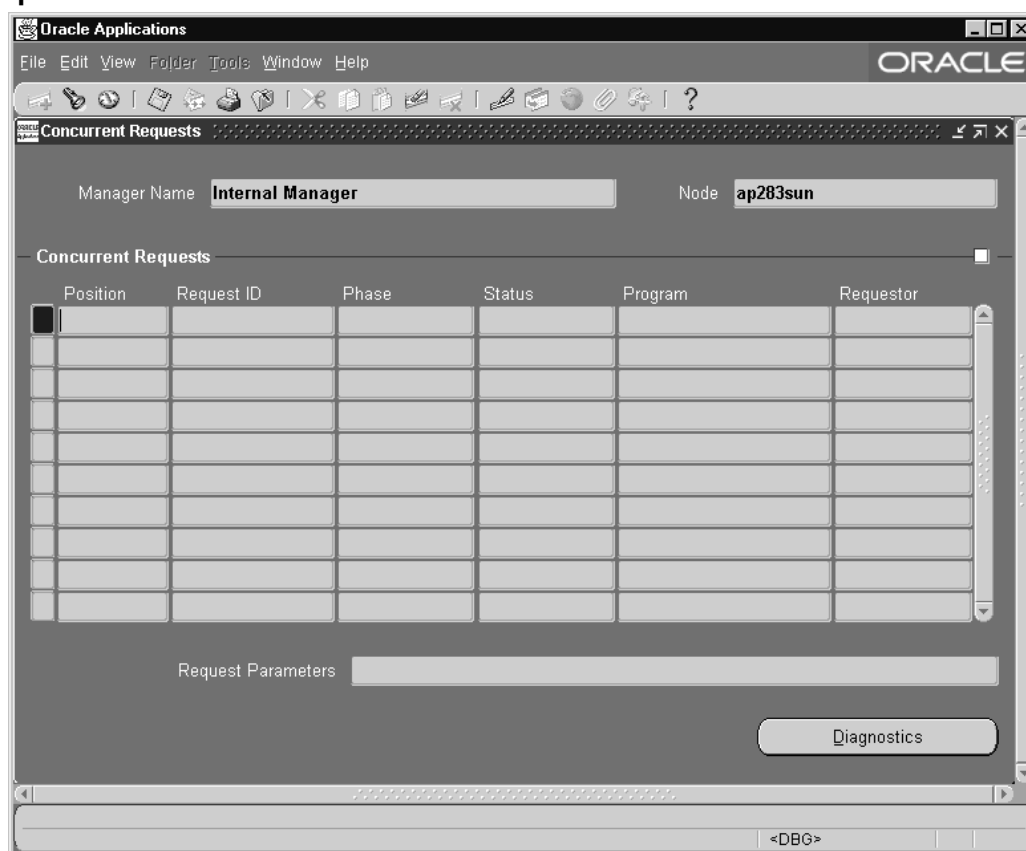 Oracle Applications
File Edit View Folder Tools Window Help
ORACLE
Concurrent Requests
Manager Name Internal Manager Node ap283sun
Concurrent Requests
Position Request ID Phase Status Program Requestor
Request Parameters
Diagnostics
<DBG>